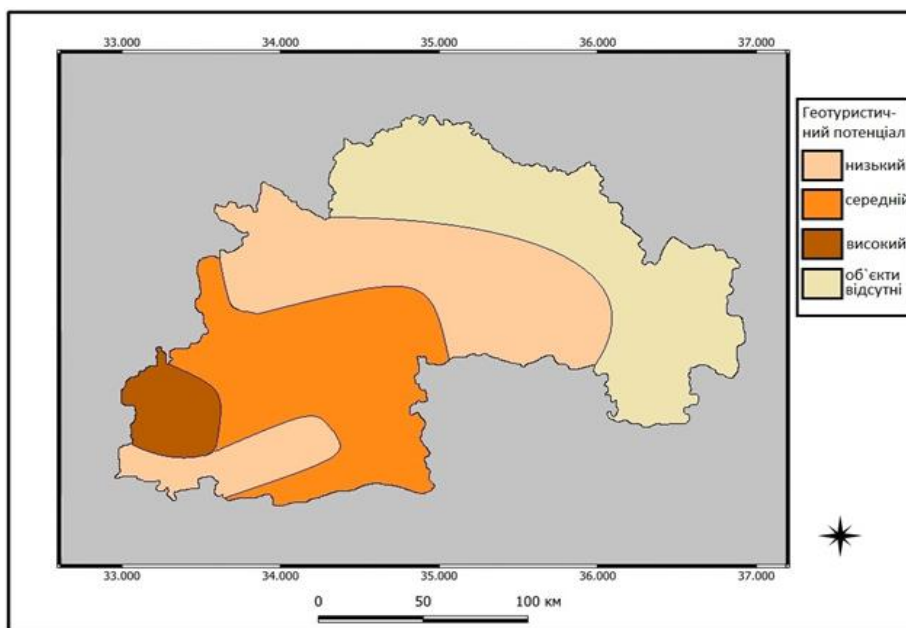 33.000 34.000 35.000 36.000 37.000
Геотуристич-
ний потенціал
низький
середній
високий
об`єкти
відсутні
33.000 34.000 35.000 36.000 37.000
0 50 100 км